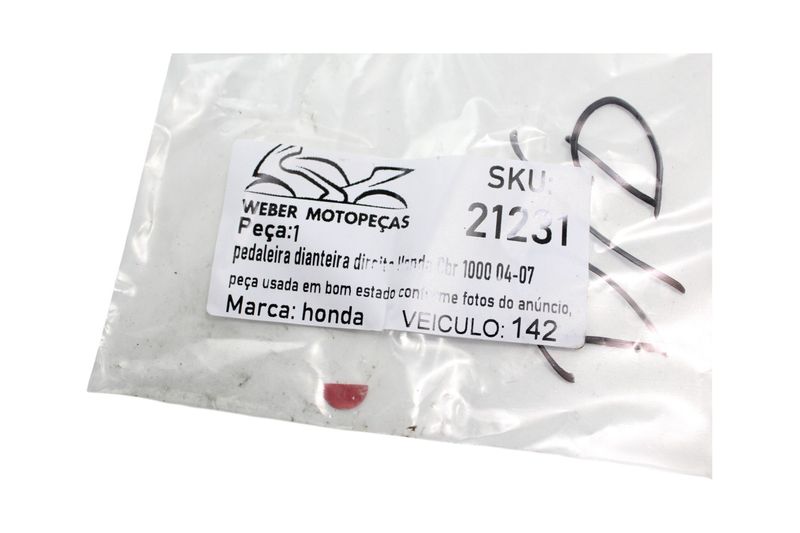 WEBER MOTOPEÇAS
SKU:
21231
Peça:1
pedaleira dianteira direita Honda Cbr 1000 04-07
peça usada em bom estado conforme fotos do anúncio,
Marca: honda VEICULO: 142